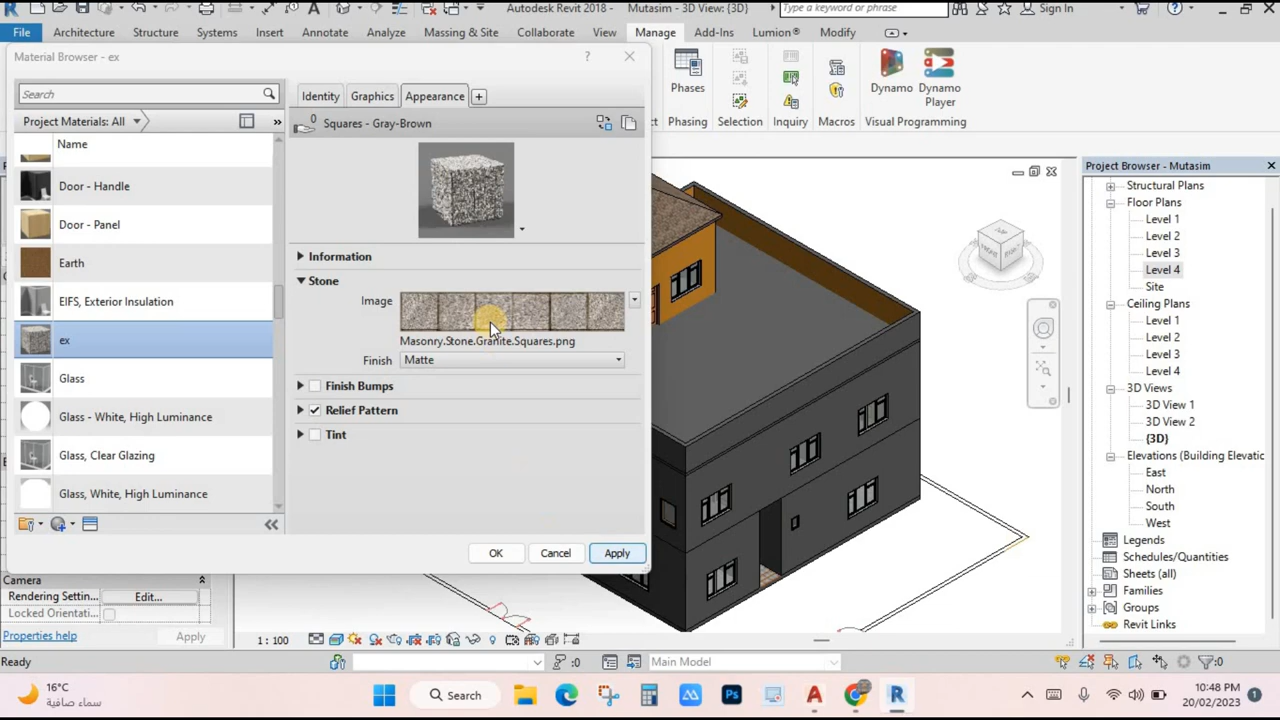 Autodesk Revit 2018 - Mutasim - 3D View: {3D}
Type a keyword or phrase
Sign In
File Architecture Structure Systems Insert Annotate Analyze Massing & Site Collaborate View Manage Add-Ins Lumion® Modify
Material Browser - ex
Phases
Dynamo
Dynamo
Player
Phasing Selection Inquiry Macros Visual Programming
Search
Identity Graphics Appearance
Project Materials: All
0
Squares - Gray-Brown
Name
Door - Handle
Door - Panel
Earth
EIFS, Exterior Insulation
ex
Glass
Glass - White, High Luminance
Glass, Clear Glazing
Glass, White, High Luminance
Information
Stone
Image
Masonry.Stone.Granite.Squares.png
Finish Matte
Finish Bumps
Relief Pattern
Tint
OK Cancel Apply
Project Browser - Mutasim
Structural Plans
Floor Plans
Level 1
Level 2
Level 3
Level 4
Site
Ceiling Plans
Level 1
Level 2
Level 3
Level 4
3D Views
3D View 1
3D View 2
{3D}
Elevations (Building Elevatic
East
North
South
West
Legends
Schedules/Quantities
Sheets (all)
Families
Groups
Revit Links
Camera
Rendering Settin... Edit...
Locked Orientati...
Properties help Apply
1 : 100
Ready
:0
Main Model
:0
16°C
سماء صافية
Search
Ps
10:48 PM
20/02/2023